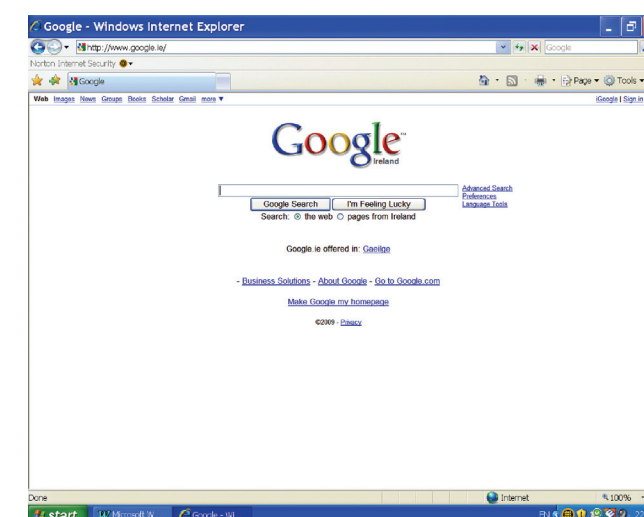 Google - Windows Internet Explorer
http://www.google.ie/
Google
Norton Internet Security
Google
Page Tools
Web Images News Groups Books Scholar Gmail more ▼
iGoogle | Sign in
Google™
Ireland
Advanced Search
Preferences
Language Tools
Google Search I'm Feeling Lucky
Search: the web pages from Ireland
Google.ie offered in: Gaeilge
- Business Solutions - About Google - Go to Google.com
Make Google my homepage
©2009 - Privacy
Done
Internet
100%
start
Microsoft W
Google - Wi
EN